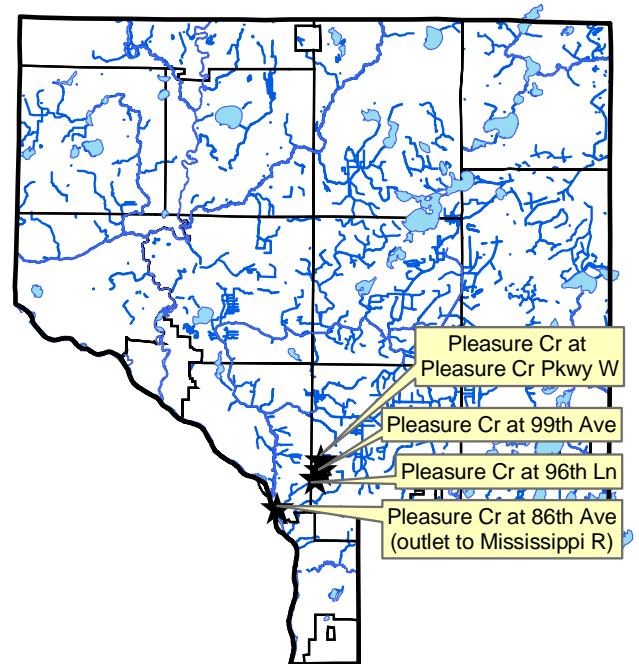 Pleasure Cr at
Pleasure Cr Pkwy W
Pleasure Cr at 99th Ave
Pleasure Cr at 96th Ln
Pleasure Cr at 86th Ave
(outlet to Mississippi R)